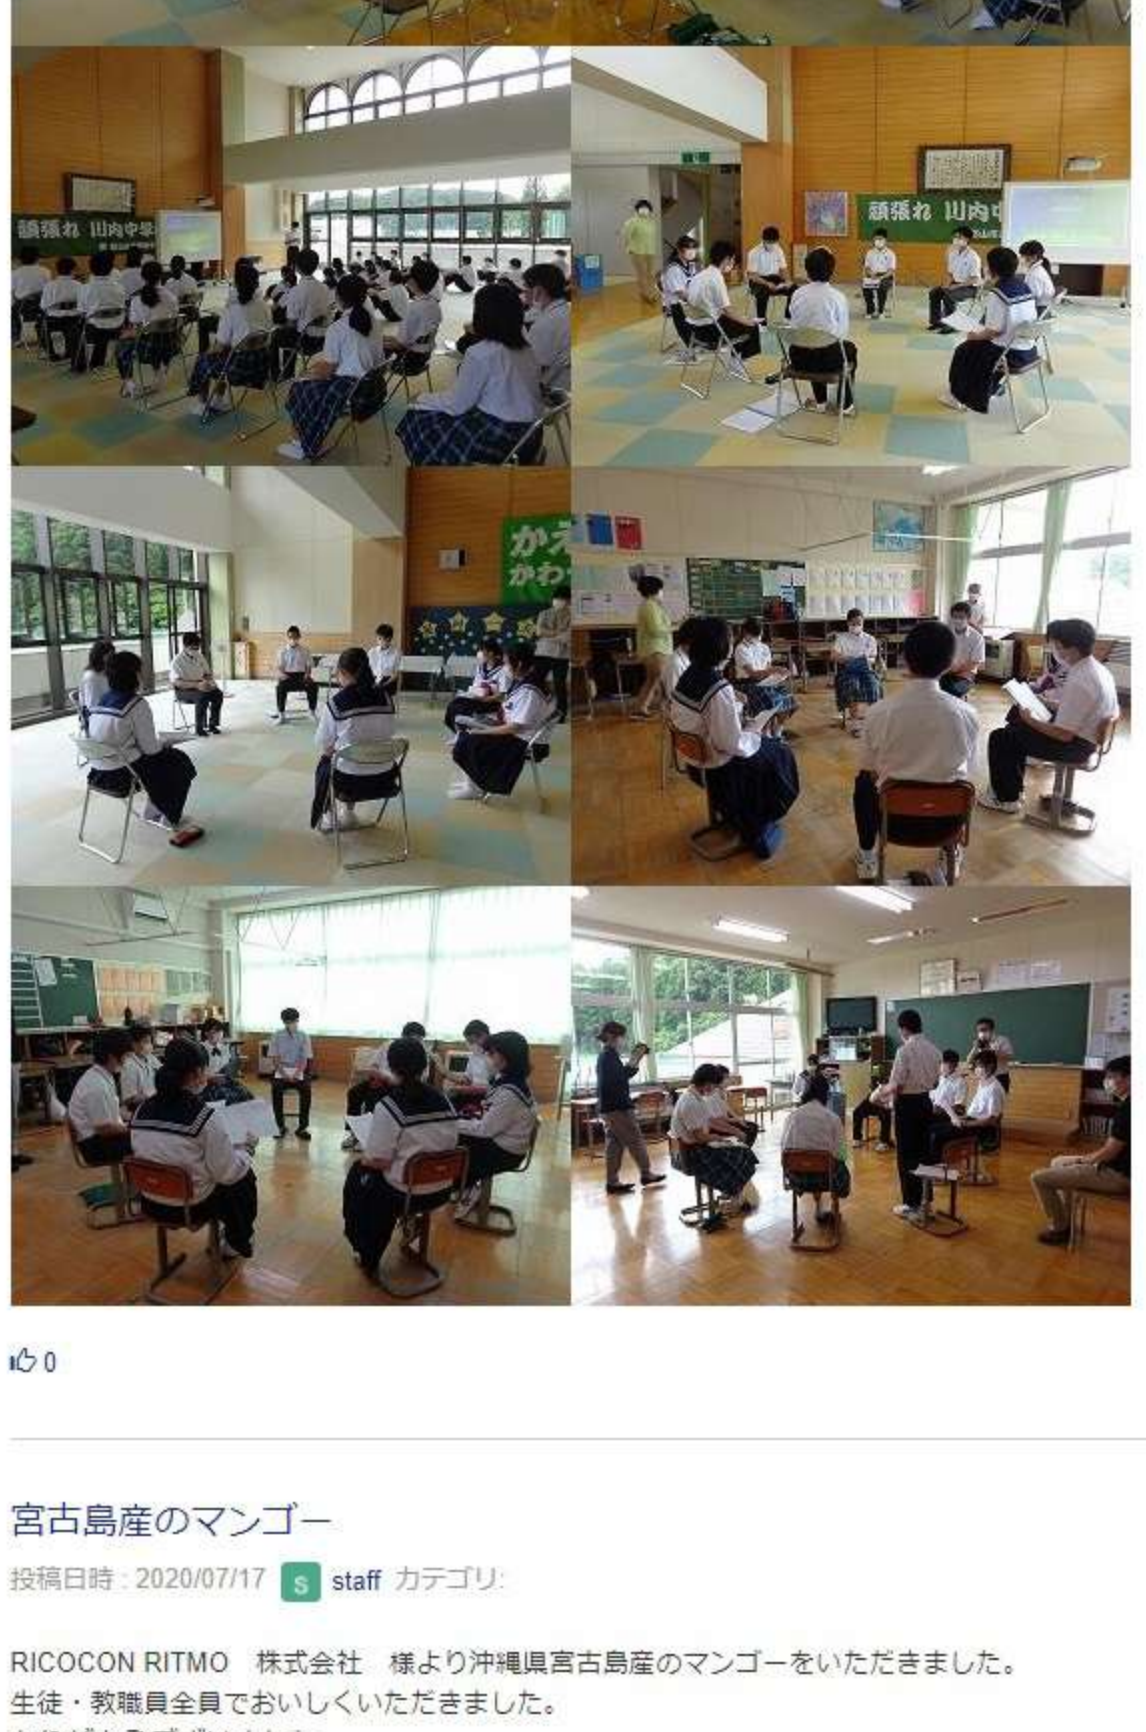 頑張れ 川内中学
頑張れ 川内中
かえ
かわ
0
宮古島産のマンゴー
投稿日時 : 2020/07/17 s staff カテゴリ:
RICOCON RITMO 株式会社 様より沖縄県宮古島産のマンゴーをいただきました。
生徒・教職員全員でおいしくいただきました。